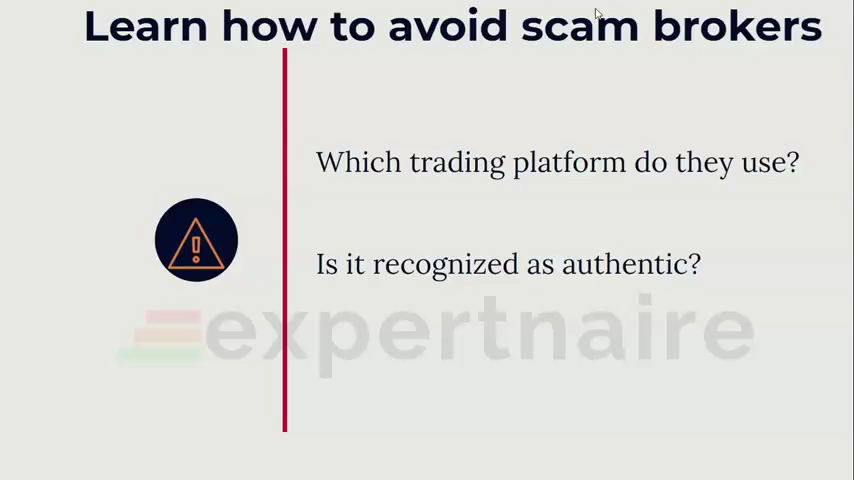 Learn how to avoid scam brokers
Which trading platform do they use?
Is it recognized as authentic?
expertnaire